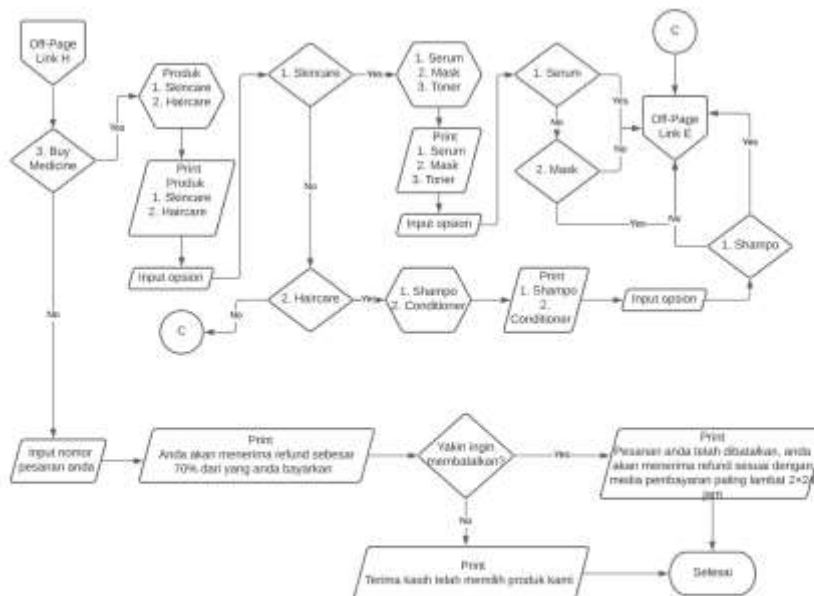 Off-Page
Link H
Produk
1. Skincare
2. Haircare
1. Skincare
Yes
1. Serum
2. Mask
3. Toner
1. Serum
C
Yes
Off-Page
Link E
Yes
3. Buy
Medicine
Yes
Print
Produk
1. Skincare
2. Haircare
No
Print
1. Serum
2. Mask
3. Toner
No
2. Mask
No
Input opsion
Yes
No
1. Shampo
Input opsion
2. Haircare
Yes
1. Shampo
2. Conditioner
Print
1. Shampo
2.
Conditioner
Input opsion
No
C
No
Input nomor
pesanan anda
Print
Anda akan menerima refund sebesar
70% dari yang anda bayarkan
Yakin ingin
membatalkan?
Yes
Print
Pesanan anda telah dibatalkan, anda
akan menerima refund sesuai dengan
media pembayaran paling lambat 2×24
jam
No
Print
Terima kasih telah memilih produk kami
Selesai